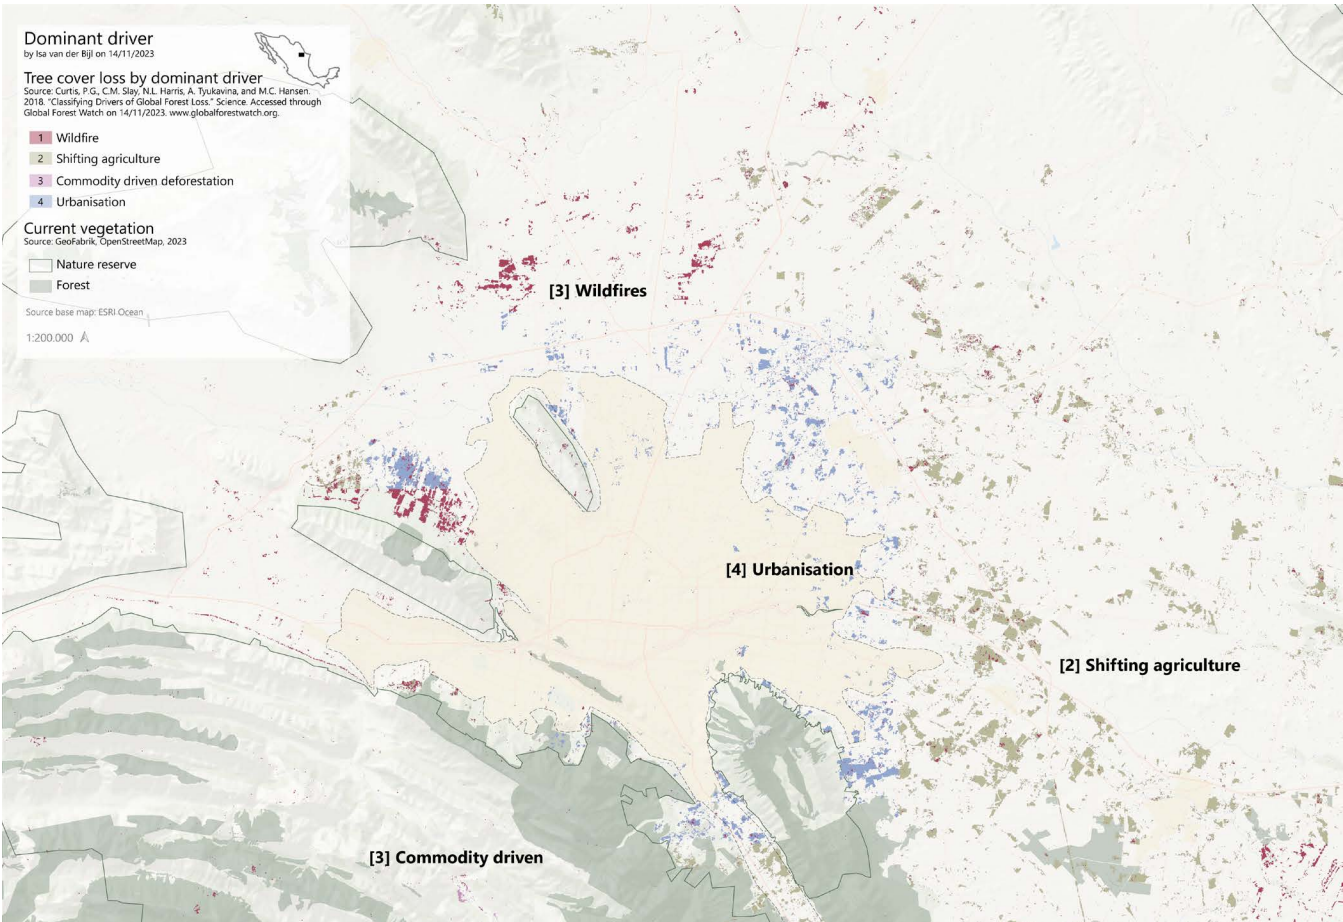 Dominant driver
by Isa van der Bijl on 14/11/2023
Tree cover loss by dominant driver
Source: Curtis, P.G., C.M. Slay, N.L. Harris, A. Tyukavina, and M.C. Hansen.
2018. "Classifying Drivers of Global Forest Loss." Science. Accessed through
Global Forest Watch on 14/11/2023. www.globalforestwatch.org.
1 Wildfire
2 Shifting agriculture
3 Commodity driven deforestation
4 Urbanisation
Current vegetation
Source: GeoFabrik, OpenStreetMap, 2023
Nature reserve
Forest
Source base map: ESRI Ocean
1:200.000
[3] Wildfires
[4] Urbanisation
[2] Shifting agriculture
[3] Commodity driven